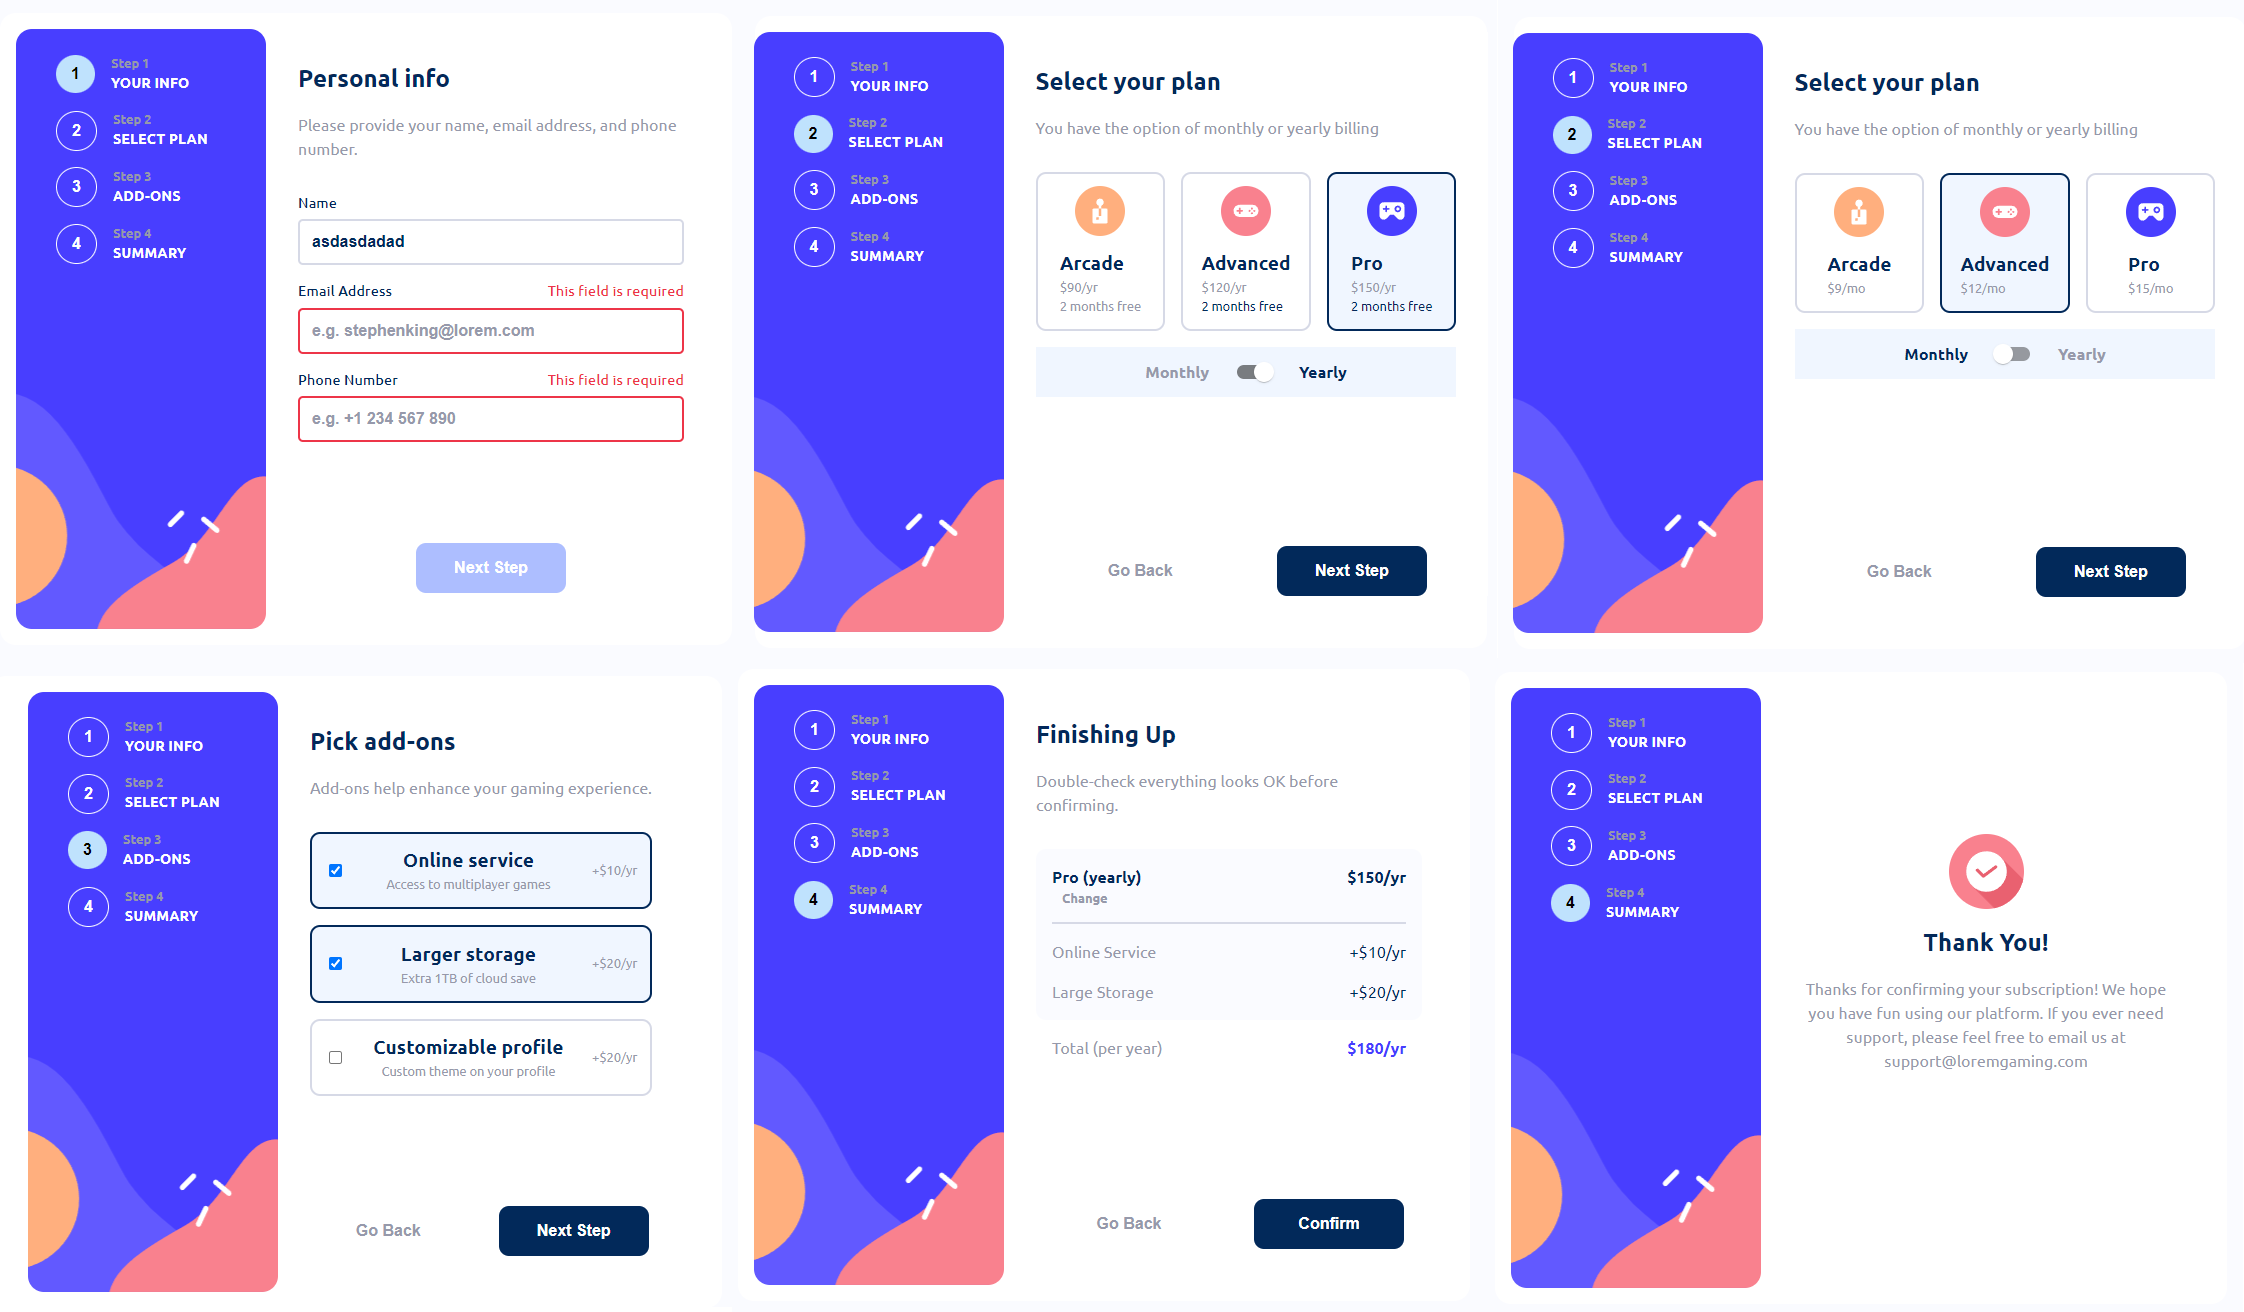 1
Step 1
YOUR INFO
2
Step 2
SELECT PLAN
3
Step 3
ADD-ONS
4
Step 4
SUMMARY
Personal info
Please provide your name, email address, and phone
number.
Name
asdasdadad
Email Address This field is required
e.g. stephenking@lorem.com
Phone Number This field is required
e.g. +1 234 567 890
Next Step
1
Step 1
YOUR INFO
2
Step 2
SELECT PLAN
3
Step 3
ADD-ONS
4
Step 4
SUMMARY
Select your plan
You have the option of monthly or yearly billing
Arcade
$90/yr
2 months free
Advanced
$120/yr
2 months free
Pro
$150/yr
2 months free
Monthly Yearly
Go Back Next Step
1
Step 1
YOUR INFO
2
Step 2
SELECT PLAN
3
Step 3
ADD-ONS
4
Step 4
SUMMARY
Select your plan
You have the option of monthly or yearly billing
Arcade
$9/mo
Advanced
$12/mo
Pro
$15/mo
Monthly Yearly
Go Back Next Step
1
Step 1
YOUR INFO
2
Step 2
SELECT PLAN
3
Step 3
ADD-ONS
4
Step 4
SUMMARY
Pick add-ons
Add-ons help enhance your gaming experience.
Online service
Access to multiplayer games
+$10/yr
Larger storage
Extra 1TB of cloud save
+$20/yr
Customizable profile
Custom theme on your profile
+$20/yr
Go Back Next Step
1
Step 1
YOUR INFO
2
Step 2
SELECT PLAN
3
Step 3
ADD-ONS
4
Step 4
SUMMARY
Finishing Up
Double-check everything looks OK before
confirming.
Pro (yearly) $150/yr
Change
Online Service +$10/yr
Large Storage +$20/yr
Total (per year) $180/yr
Go Back Confirm
1
Step 1
YOUR INFO
2
Step 2
SELECT PLAN
3
Step 3
ADD-ONS
4
Step 4
SUMMARY
Thank You!
Thanks for confirming your subscription! We hope
you have fun using our platform. If you ever need
support, please feel free to email us at
support@loremgaming.com